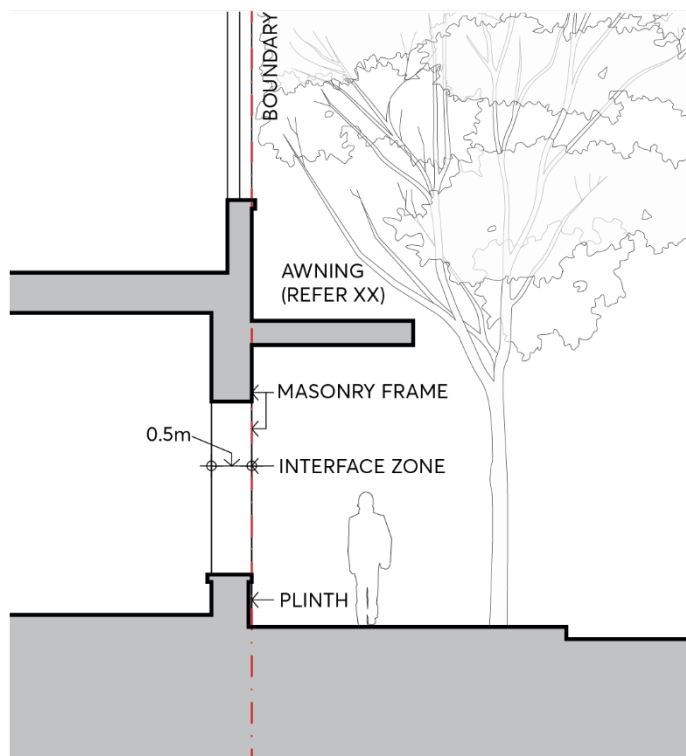 BOUNDARY
AWNING
(REFER XX)
MASONRY FRAME
0.5m
INTERFACE ZONE
PLINTH